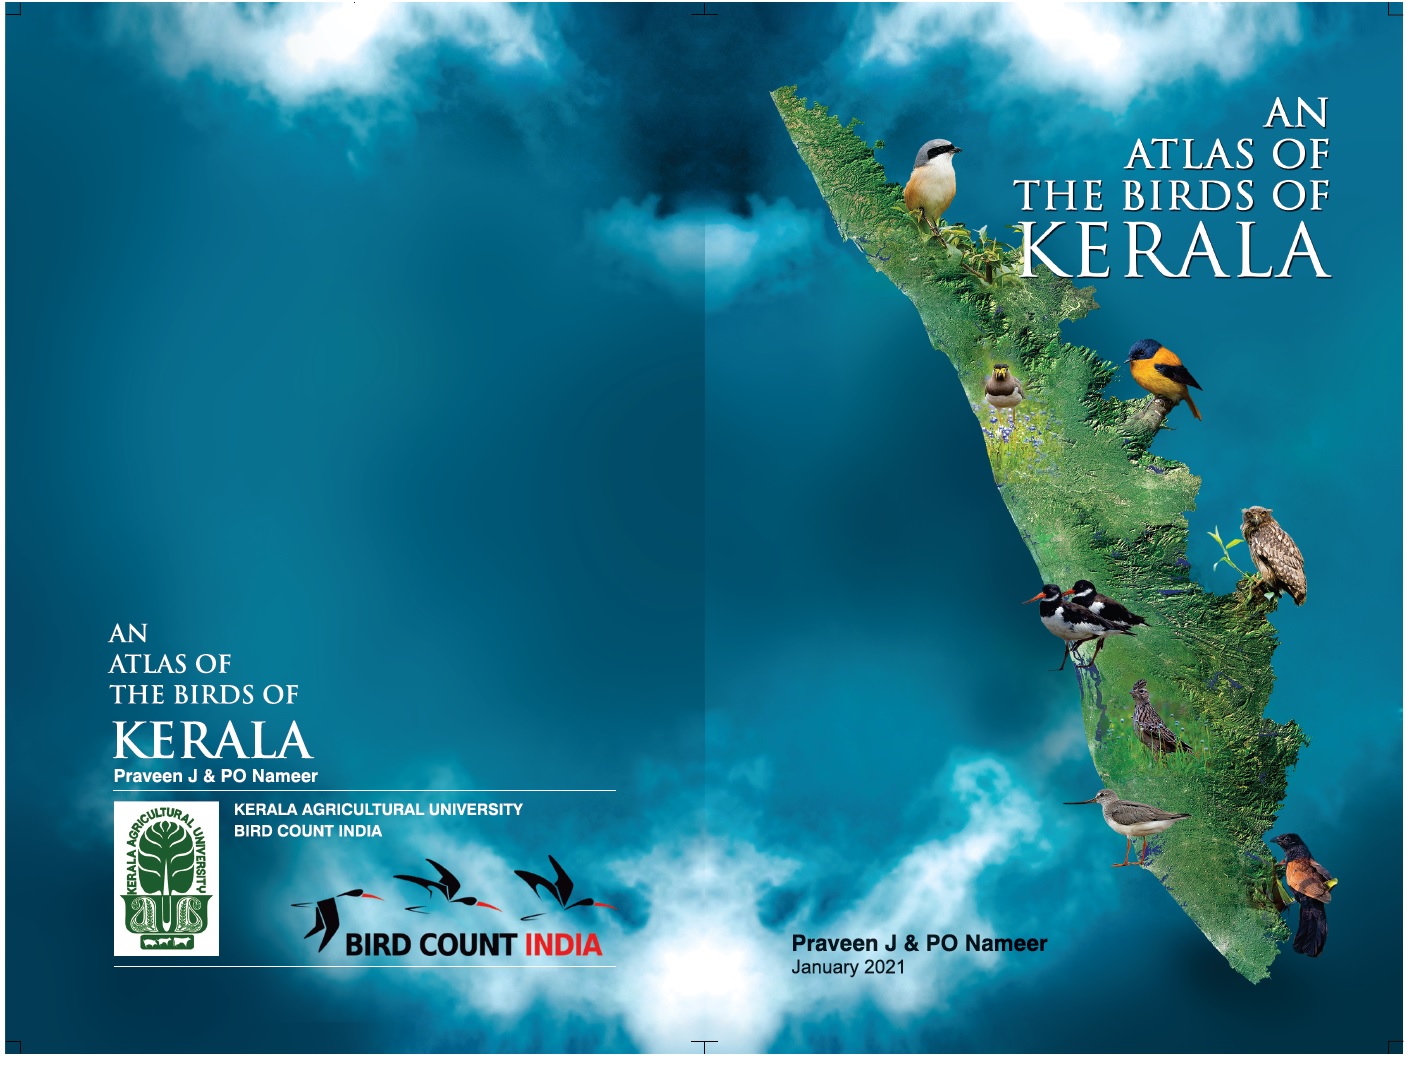 AN
ATLAS OF
THE BIRDS OF
KERALA
Praveen J & PO Nameer
KERALA AGRICULTURAL UNIVERSITY
BIRD COUNT INDIA
KERALA AGRICULTURAL UNIVERSITY
BIRD COUNT INDIA
AN
ATLAS OF
THE BIRDS OF
KERALA
Praveen J & PO Nameer
January 2021